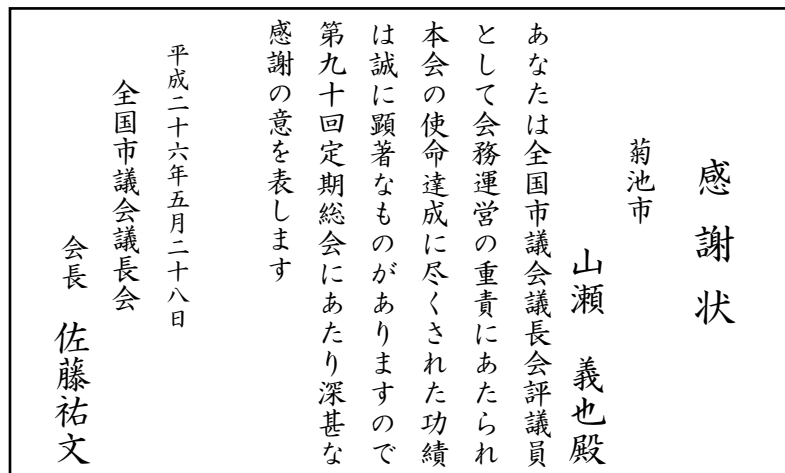 感謝状
菊池市
山瀬 義也殿
あなたは全国市議会議長会評議員
として会務運営の重責にあたられ
本会の使命達成に尽くされた功績
は誠に顕著なものがありますので
第九十回定期総会にあたり深甚な
感謝の意を表します
平成二十六年五月二十八日
全国市議会議長会
会長 佐藤祐文